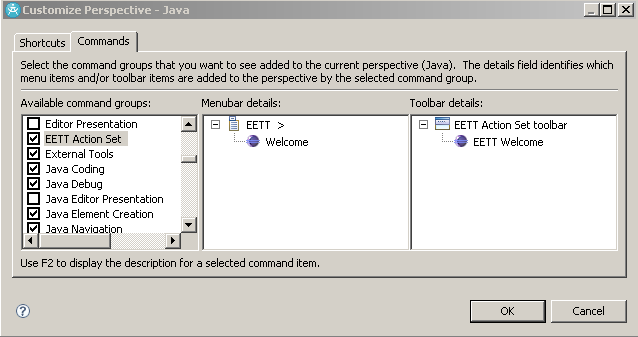 Customize Perspective - Java
Shortcuts
Commands
Select the command groups that you want to see added to the current perspective (Java). The details field identifies which
menu items and/or toolbar items are added to the perspective by the selected command group.
Available command groups:
Menubar details:
Toolbar details:
Editor Presentation
EETT Action Set
External Tools
Java Coding
Java Debug
Java Editor Presentation
Java Element Creation
Java Navigation
EETT >
Welcome
EETT Action Set toolbar
EETT Welcome
Use F2 to display the description for a selected command item.
?
OK
Cancel